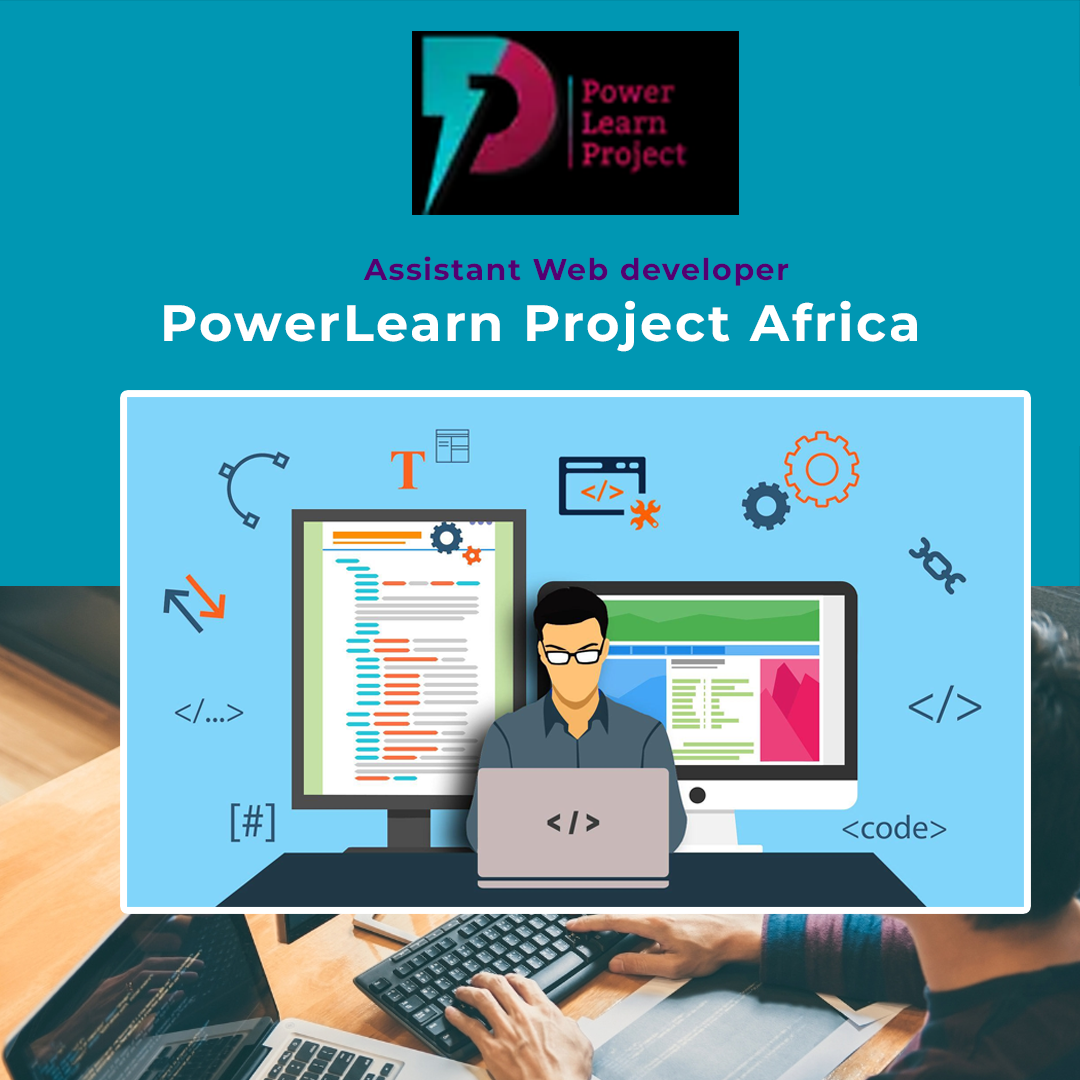 Power
Learn
Project
Assistant Web developer
PowerLearn Project Africa
T
</>
</...>
</>
[#]
</>
<code>